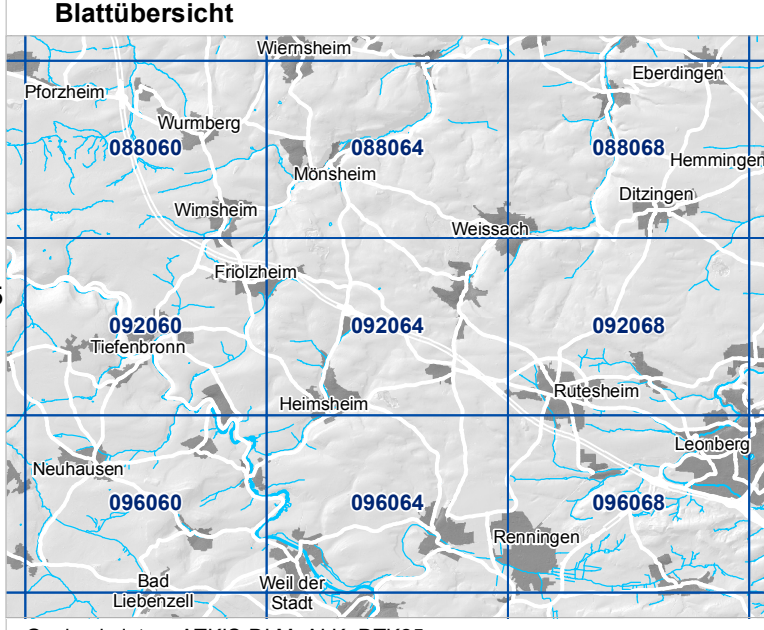 Blattübersicht
Wiernsheim
Eberdingen
Pforzheim
Wurmberg
088060
088064
088068
Hemmingen
Mönsheim
Ditzingen
Wimsheim
Weissach
Friolzheim
092060
092064
092068
Tiefenbronn
Rutesheim
Heimsheim
Leonberg
Neuhausen
096060
096064
096068
Renningen
Bad
Liebenzell
Weil der
Stadt